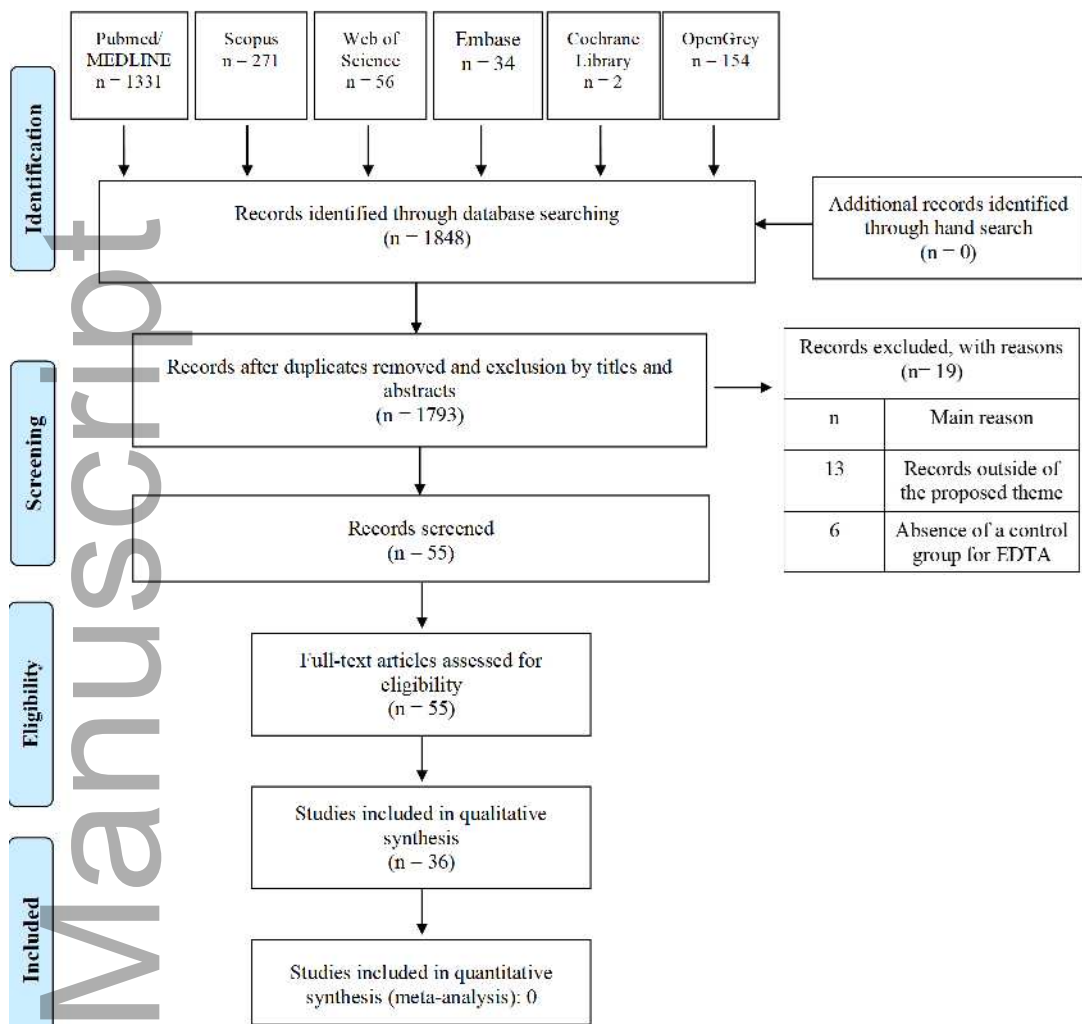 Pubmed/
MEDLINE
n = 1331
Scopus
n – 271
Web of
Science
n = 56
Embase
n = 34
Cochrane
Library
n = 2
OpenGrey
n – 154
Identification
Records identified through database searching
(n = 1848)
Additional records identified
through hand search
(n = 0)
Screening
Records after duplicates removed and exclusion by titles and
abstracts
(n = 1793)
Records excluded, with reasons
(n= 19)
n Main reason
13 Records outside of
the proposed theme
6 Absence of a control
group for EDTA
Records screened
(n – 55)
Eligibility
Full-text articles assessed for
eligibility
(n – 55)
Studies included in qualitative
synthesis
(n – 36)
Included
Studies included in quantitative
synthesis (meta-analysis): 0
Manuscript